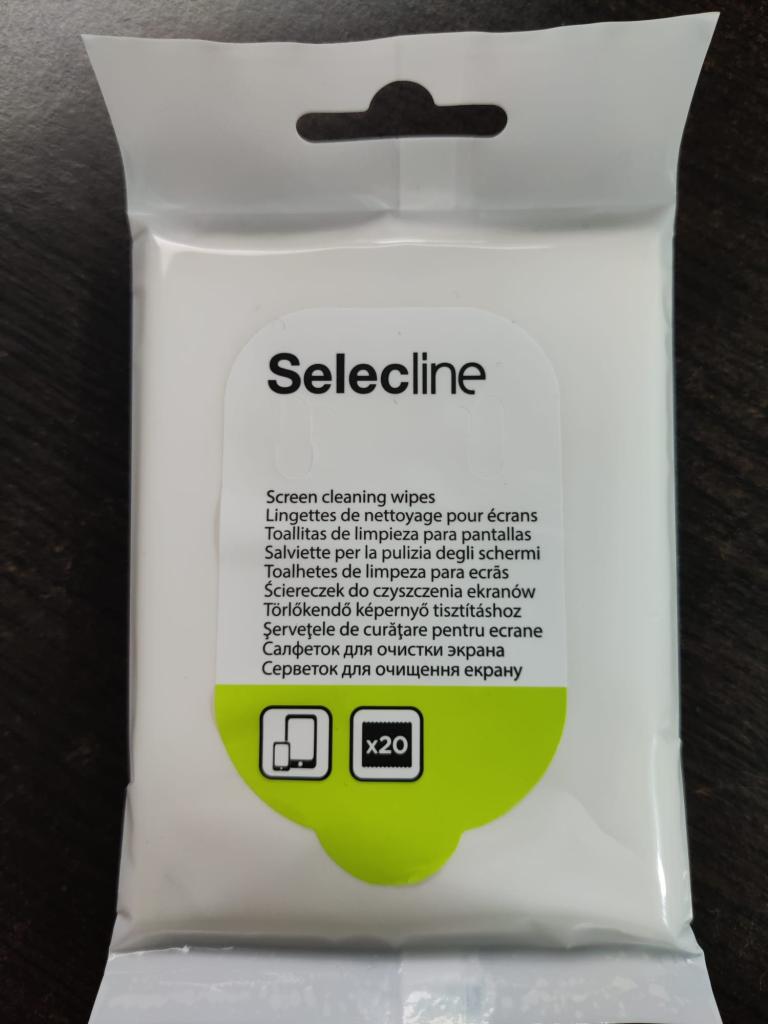 Selecline
Screen cleaning wipes
Lingettes de nettoyage pour écrans
Toallitas de limpieza para pantallas
Salviette per la pulizia degli schermi
Toalhetes de limpeza para ecrãs
Ściereczek do czyszczenia ekranów
Törlőkendő képernyő tisztításhoz
Şerveţele de curăţare pentru ecrane
Салфеток для очистки экрана
Серветок для очищення екрану
x20